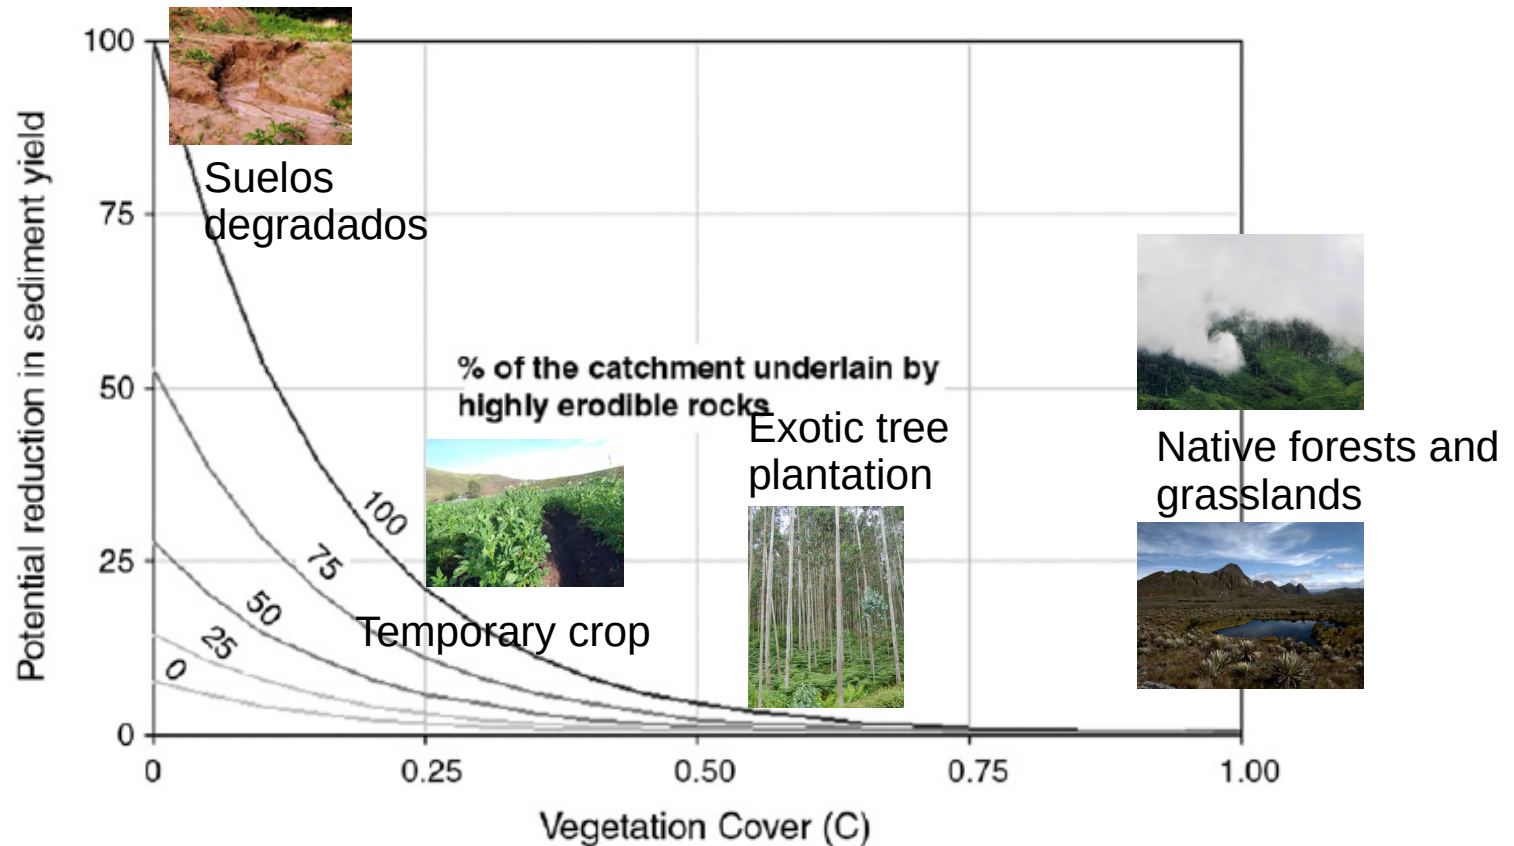 Potential reduction in sediment yield
100
75
50
25
0
Suelos
degradados
% of the catchment underlain by
highly erodible rocks
Exotic tree
plantation
Native forests and
grasslands
Temporary crop
100
75
50
25
0
0
0.25
0.50
0.75
1.00
Vegetation Cover (C)